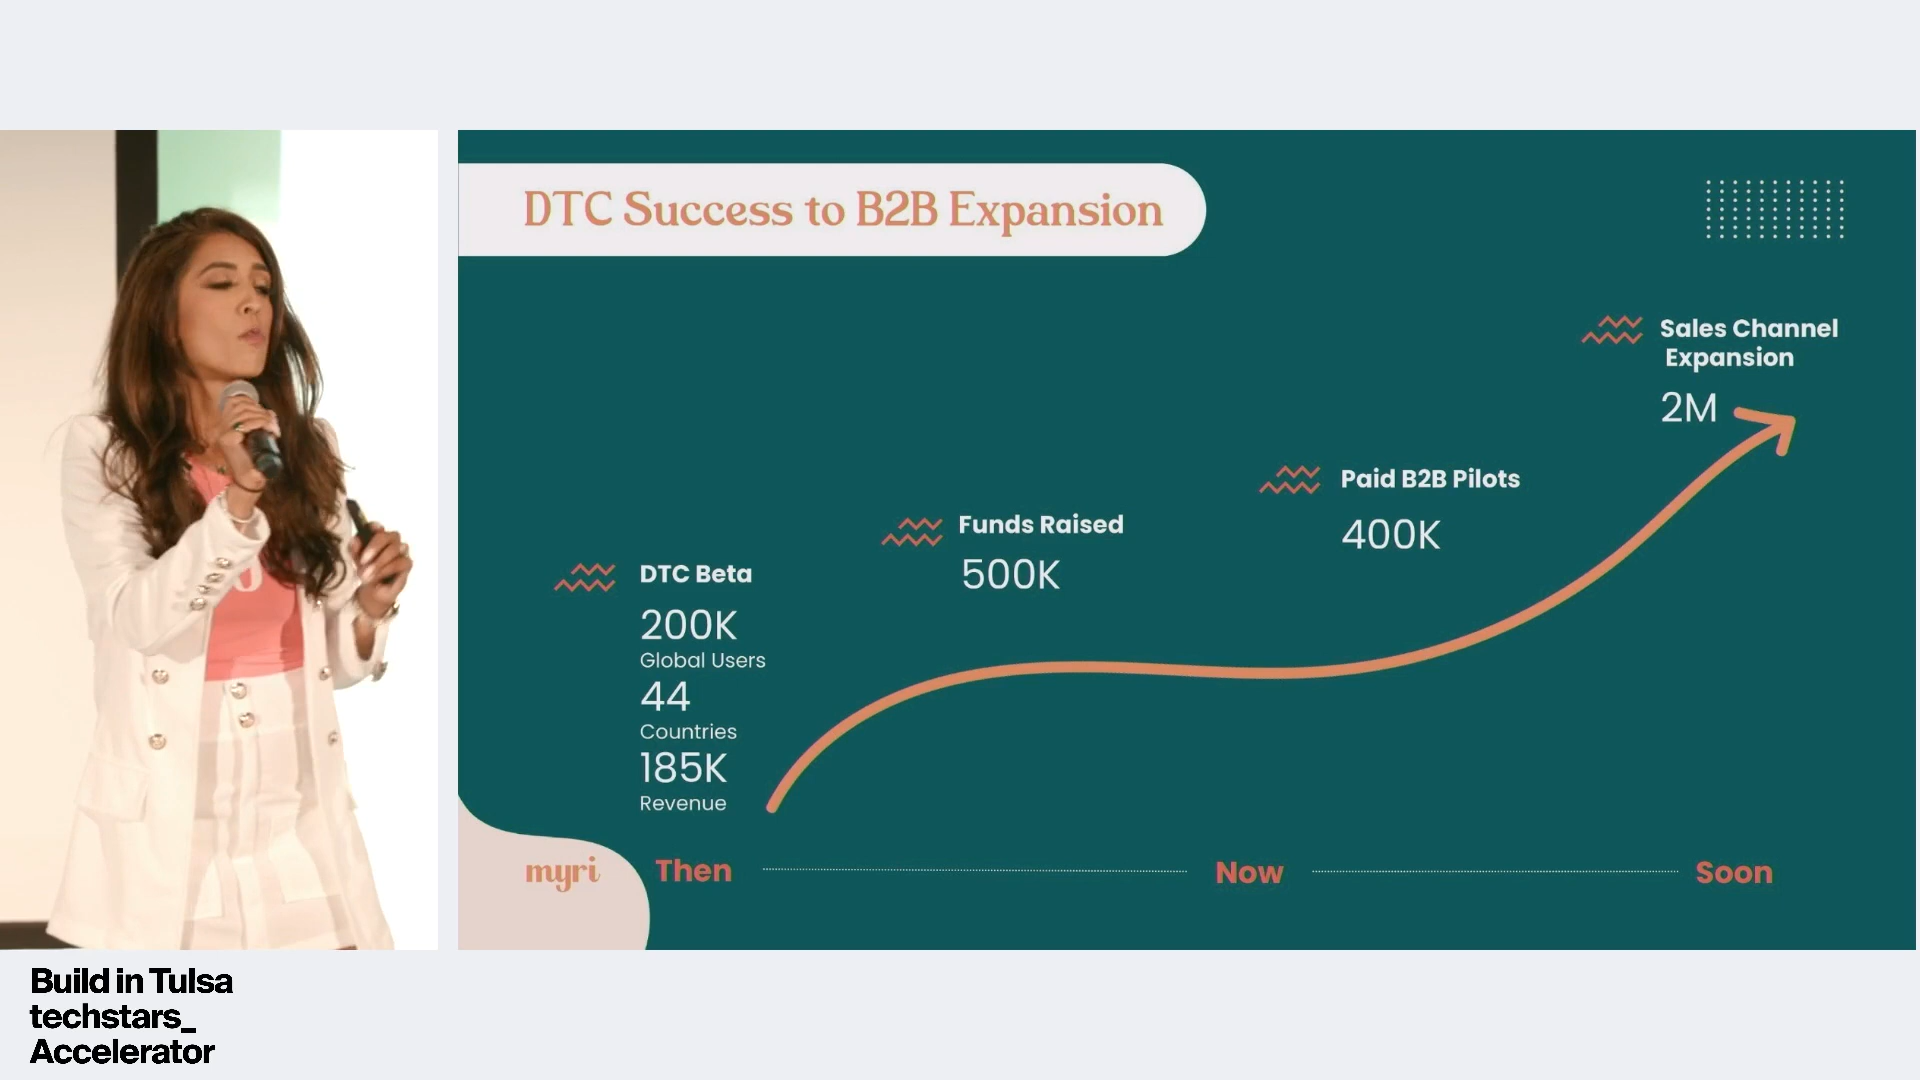 DTC Success to B2B Expansion
Sales Channel
Expansion
2M
Paid B2B Pilots
400K
Funds Raised
500K
DTC Beta
200K
Global Users
44
Countries
185K
Revenue
myri
Then
Now
Soon
Build in Tulsa
techstars_
Accelerator